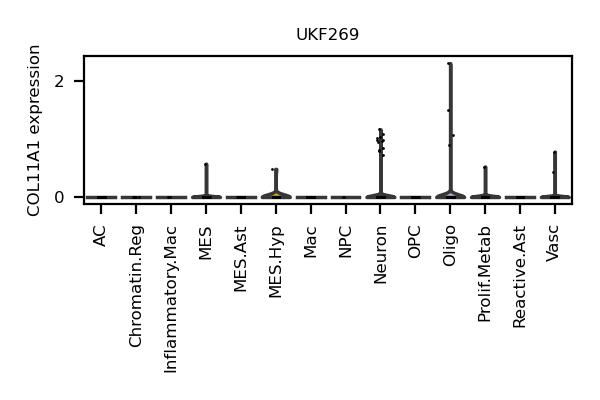 UKF269
COL11A1 expression
2
0
AC
Chromatin.Reg
Inflammatory.Mac
MES
MES.Ast
MES.Hyp
Mac
NPC
Neuron
OPC
Oligo
Prolif.Metab
Reactive.Ast
Vasc